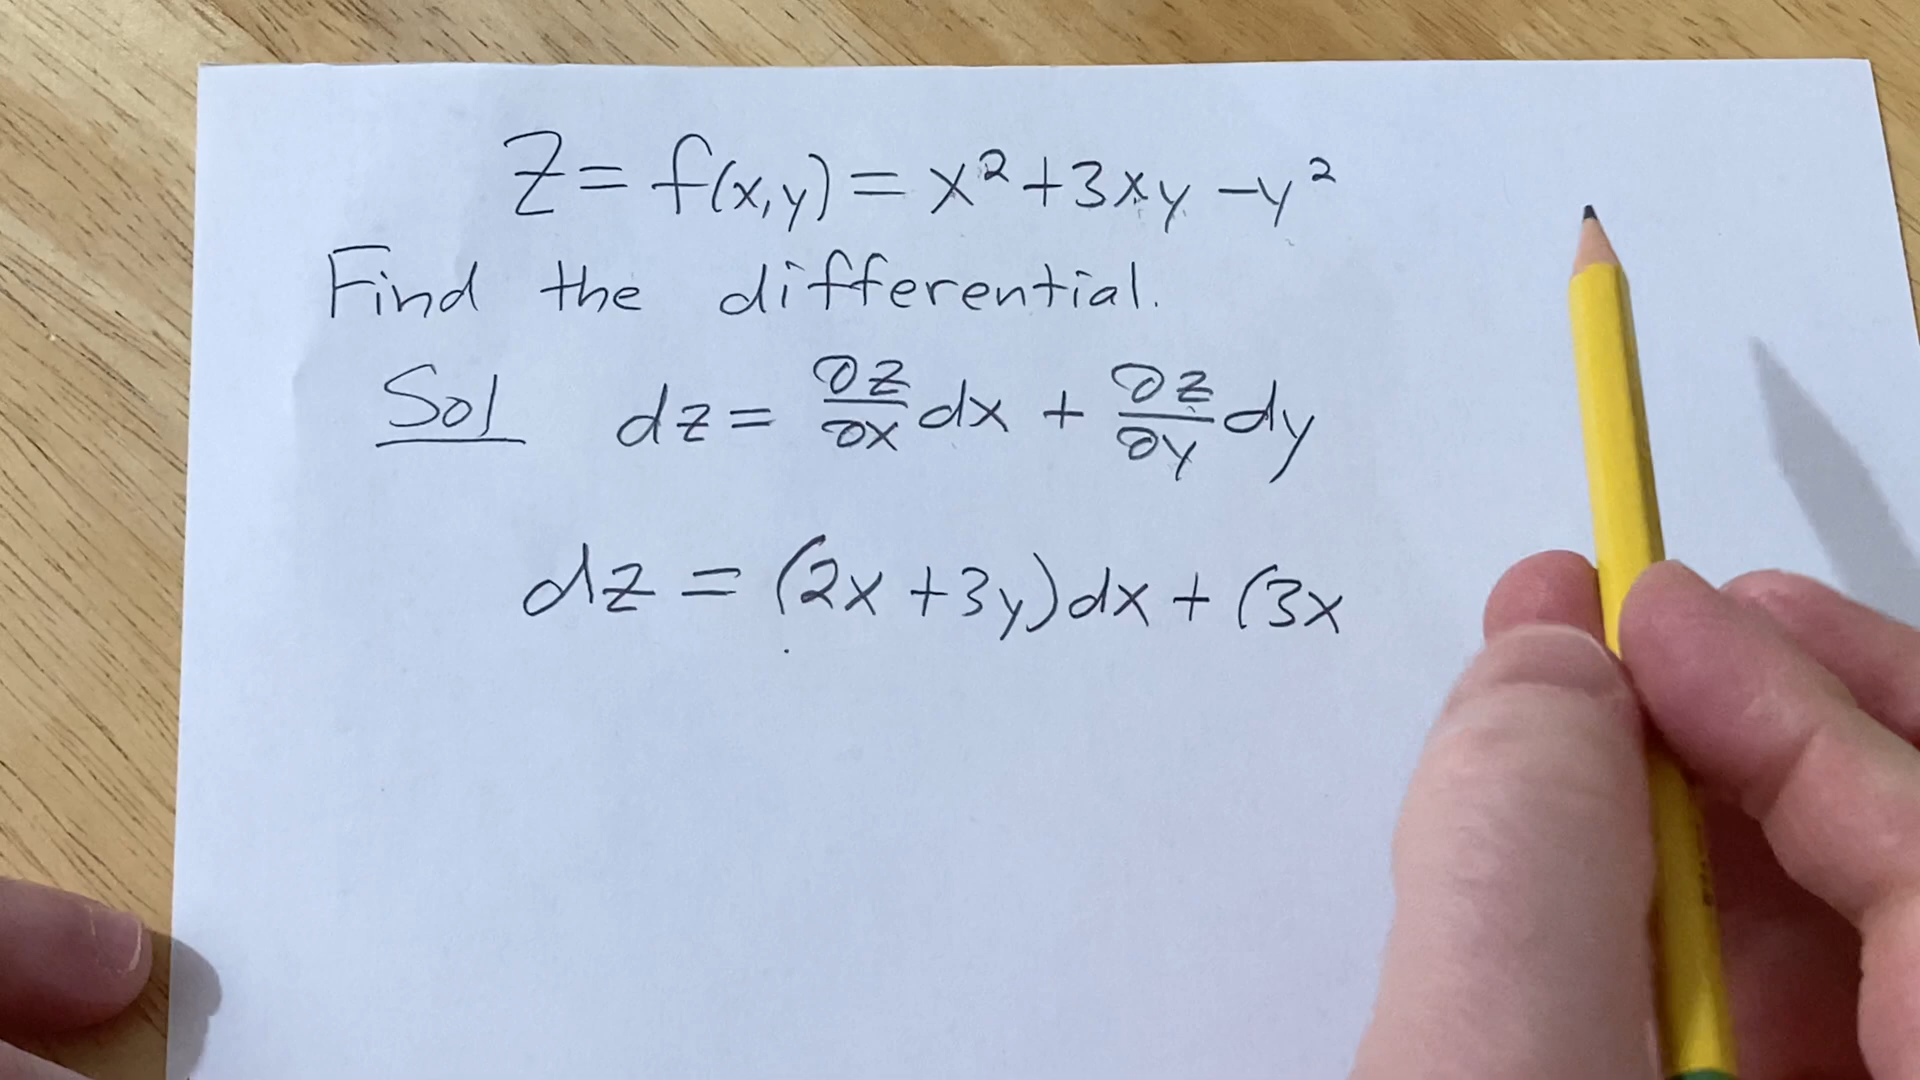 z = f(x,y) = x² + 3xy - y²
Find the differential.
Sol dz = ∂z/∂x dx + ∂z/∂y dy
dz = (2x + 3y)dx + (3x